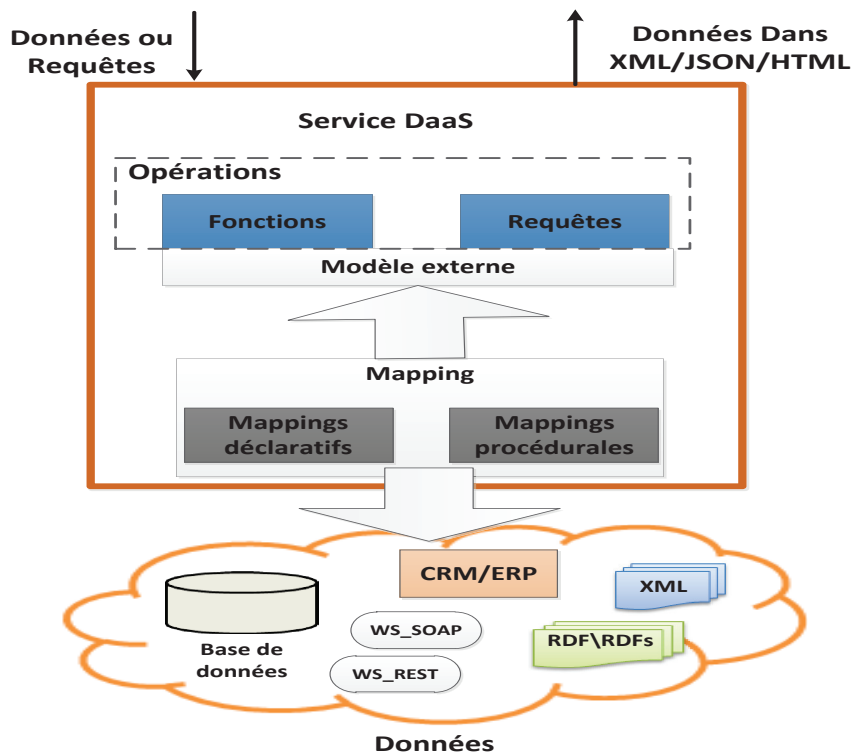 Données ou
Requêtes
Données Dans
XML/JSON/HTML
Service DaaS
Opérations
Fonctions
Requêtes
Modèle externe
Mapping
Mappings
déclaratifs
Mappings
procédurales
CRM/ERP
XML
WS_SOAP
RDF\RDFs
Base de
données
WS_REST
Données